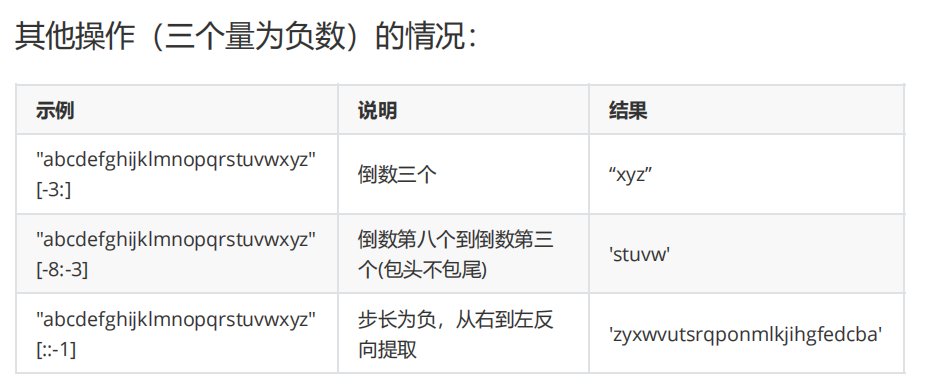 其他操作（三个量为负数）的情况：
示例
说明
结果
"abcdefghijklmnopqrstuvwxyz"
[-3:]
倒数三个
“xyz”
"abcdefghijklmnopqrstuvwxyz"
[-8:-3]
倒数第八个到倒数第三
个(包头不包尾)
'stuvw'
"abcdefghijklmnopqrstuvwxyz"
[::-1]
步长为负，从右到左反
向提取
'zyxwvutsrqponmlkjihgfedcba'